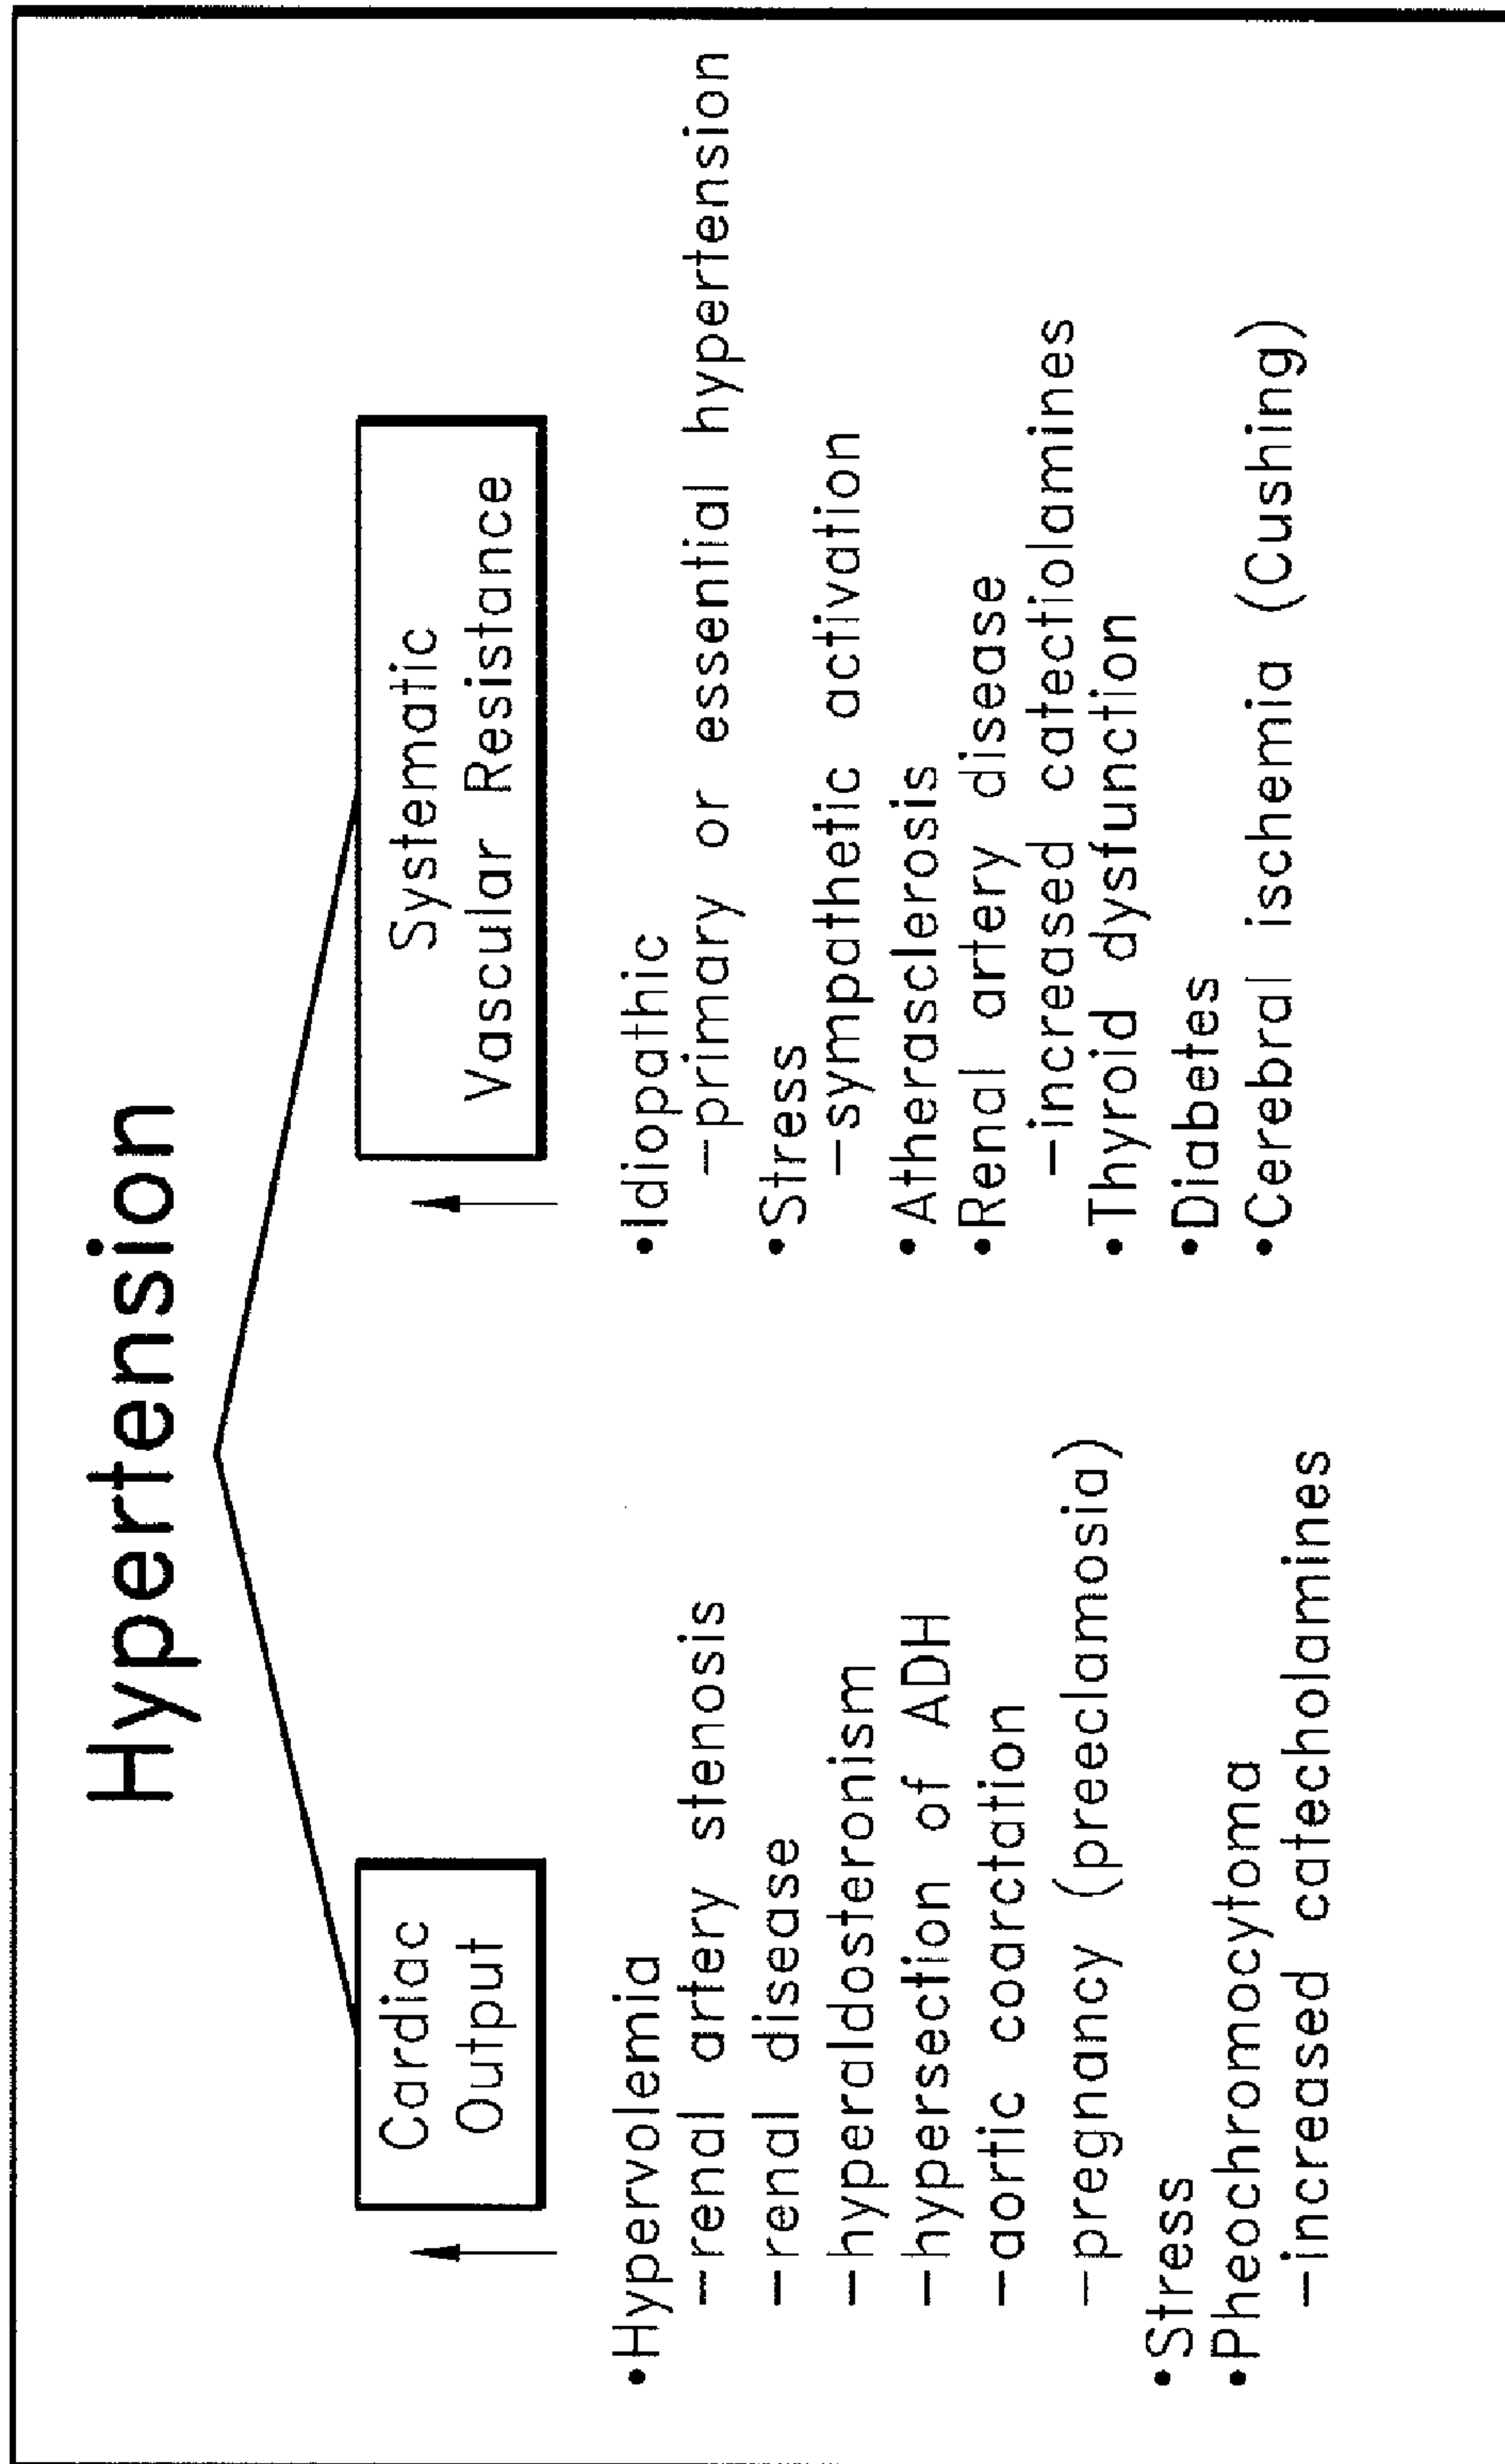 Hypertension
Cardiac
Output
•Hypervolemia
–renal artery stenosis
–renal disease
–hyperaldosteronism
–hypersection of ADH
–aortic coarctation
–pregnancy (preeclamosia)
•Stress
•Pheochromocytoma
–increased catecholamines
Systematic
Vascular Resistance
•Idiopathic
–primary or essential hypertension
•Stress
–sympathetic activation
•Atherasclerosis
•Renal artery disease
–increased catectiolamines
•Thyroid dysfunction
•Diabetes
•Cerebral ischemia (Cushing)